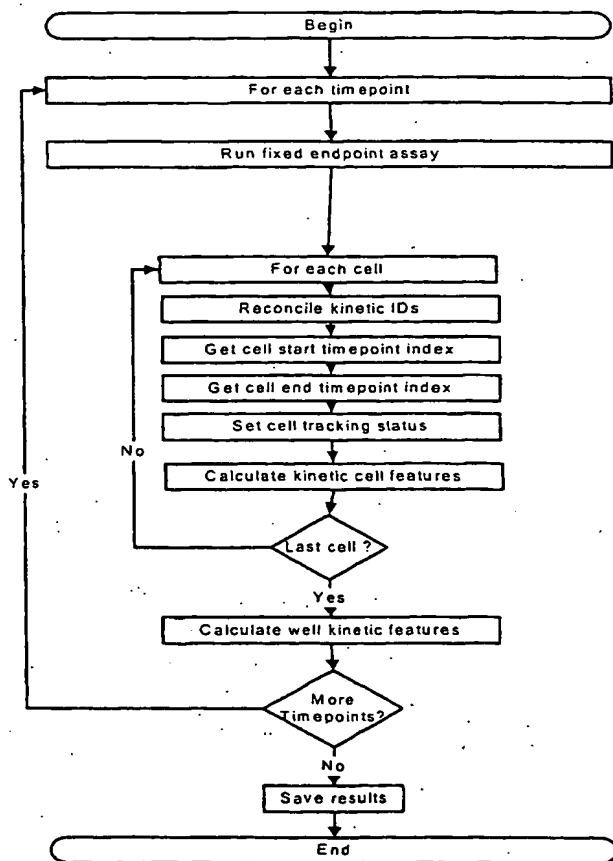 Begin
For each timepoint
Run fixed endpoint assay
For each cell
Reconcile kinetic IDs
Get cell start timepoint index
Get cell end timepoint index
Set cell tracking status
No
Yes
Calculate kinetic cell features
Last cell ?
Yes
Calculate well kinetic features
More
Timepoints?
No
Save results
End